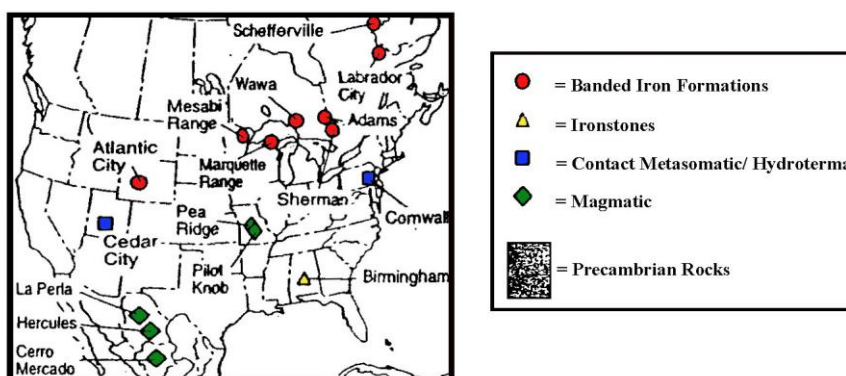 Schefferville
Wawa
Labrador
City
Mesabi
Range
Adams
Atlantic
City
Marquette
Range
Sherman
Cornwall
Pea
Ridge
Cedar
City
Pilot
Knob
Birmingham
La Perla
Hercules
Cerro
Mercado
= Banded Iron Formations
= Ironstones
= Contact Metasomatic/ Hydroterma
= Magmatic
= Precambrian Rocks